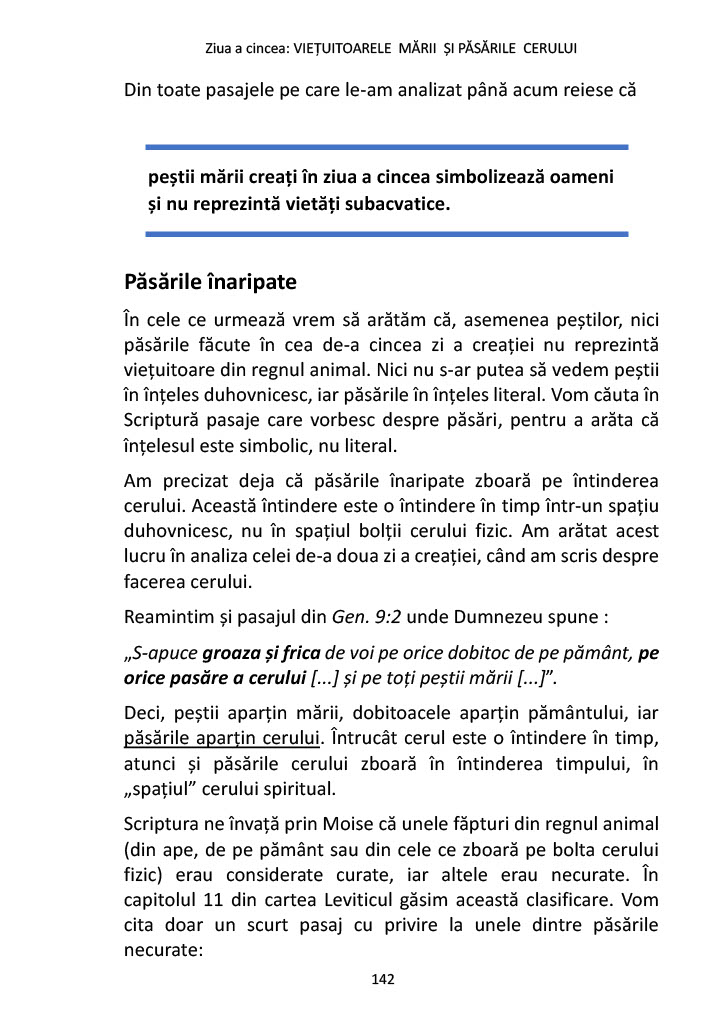 Ziua a cincea: VIEȚUITOARELE MĂRII ȘI PĂSĂRILE CERULUI
Din toate pasajele pe care le-am analizat până acum reiese că
peștii mării creați în ziua a cincea simbolizează oameni
și nu reprezintă vietăți subacvatice.
Păsările înaripate
În cele ce urmează vrem să arătăm că, asemenea peștilor, nici
păsările făcute în cea de-a cincea zi a creației nu reprezintă
viețuitoare din regnul animal. Nici nu s-ar putea să vedem peștii
în înțeles duhovnicesc, iar păsările în înțeles literal. Vom căuta în
Scriptură pasaje care vorbesc despre păsări, pentru a arăta că
înțelesul este simbolic, nu literal.
Am precizat deja că păsările înaripate zboară pe întinderea
cerului. Această întindere este o întindere în timp într-un spațiu
duhovnicesc, nu în spațiul bolții cerului fizic. Am arătat acest
lucru în analiza celei de-a doua zi a creației, când am scris despre
facerea cerului.
Reamintim și pasajul din Gen. 9:2 unde Dumnezeu spune :
„S-apuce groaza și frica de voi pe orice dobitoc de pe pământ, pe
orice pasăre a cerului [...] și pe toți peștii mării [...]”.
Deci, peștii aparțin mării, dobitoacele aparțin pământului, iar
păsările aparțin cerului. Întrucât cerul este o întindere în timp,
atunci și păsările cerului zboară în întinderea timpului, în
„spațiul” cerului spiritual.
Scriptura ne învață prin Moise că unele făpturi din regnul animal
(din ape, de pe pământ sau din cele ce zboară pe bolta cerului
fizic) erau considerate curate, iar altele erau necurate. În
capitolul 11 din cartea Leviticul găsim această clasificare. Vom
cita doar un scurt pasaj cu privire la unele dintre păsările
necurate:
142